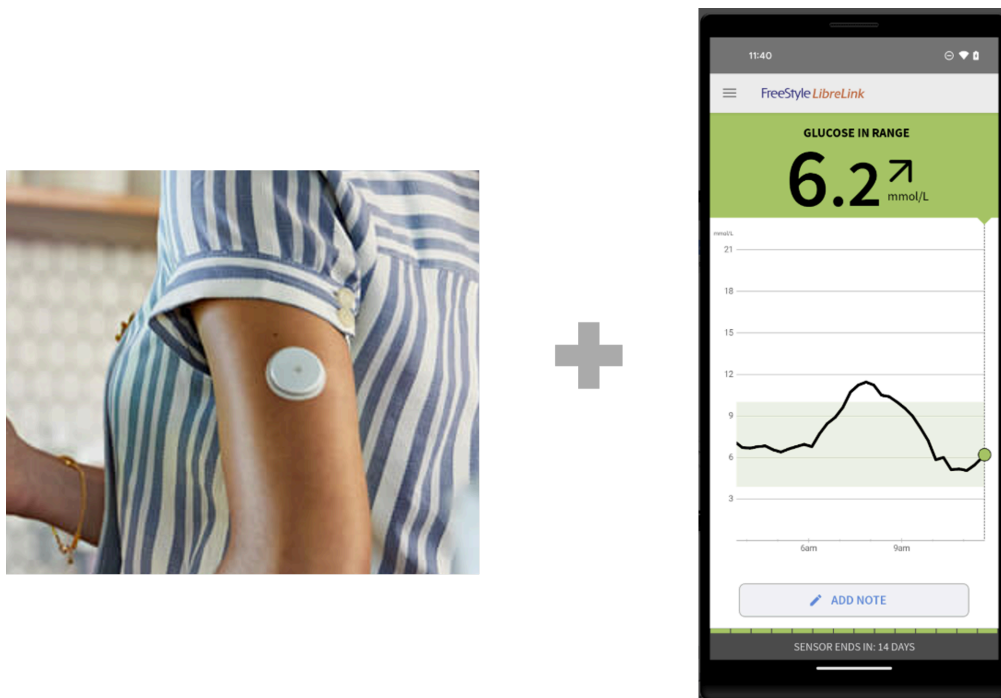 11:40
FreeStyle LibreLink
GLUCOSE IN RANGE
6.2
mmol/L
mmol/L
21
18
15
12
9
6
3
6am 9am
ADD NOTE
SENSOR ENDS IN: 14 DAYS